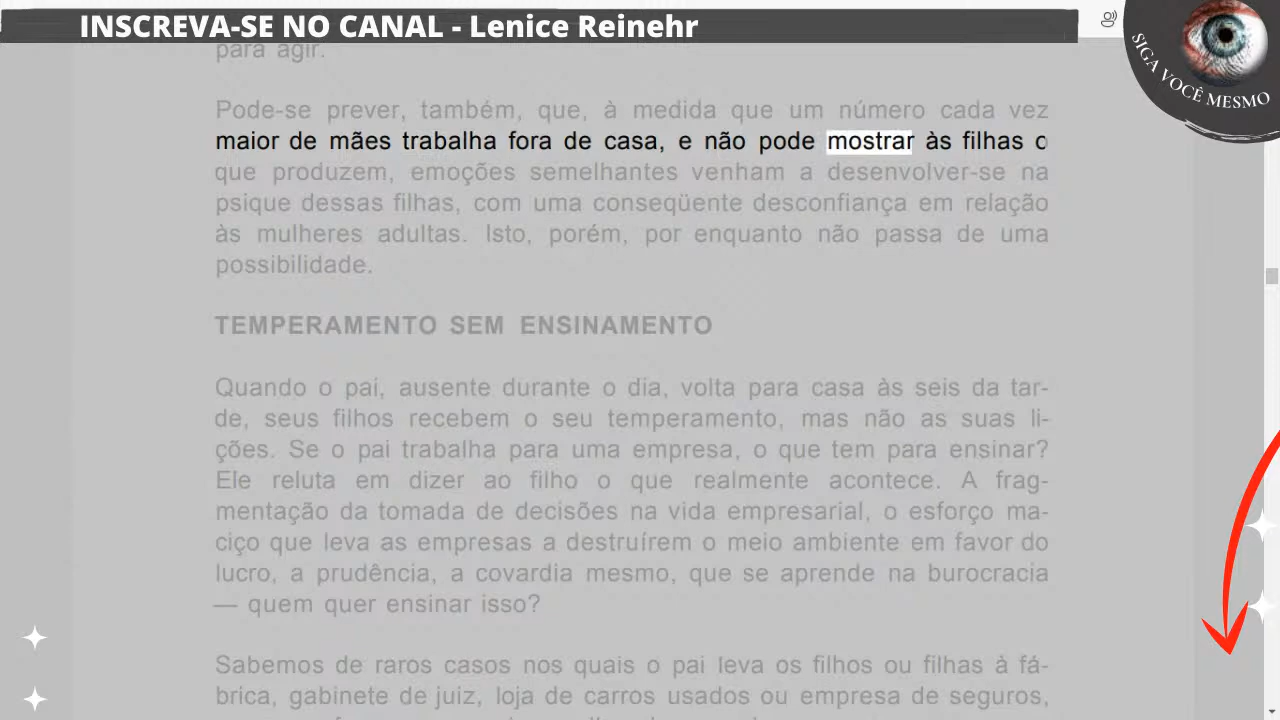 INSCREVA-SE NO CANAL - Lenice Reinehr
SIGA VOCÊ MESMO
para agir.
Pode-se prever, também, que, à medida que um número cada vez
maior de mães trabalha fora de casa, e não pode mostrar às filhas o
que produzem, emoções semelhantes venham a desenvolver-se na
psique dessas filhas, com uma conseqüente desconfiança em relação
às mulheres adultas. Isto, porém, por enquanto não passa de uma
possibilidade.
TEMPERAMENTO SEM ENSINAMENTO
Quando o pai, ausente durante o dia, volta para casa às seis da tar-
de, seus filhos recebem o seu temperamento, mas não as suas li-
ções. Se o pai trabalha para uma empresa, o que tem para ensinar?
Ele reluta em dizer ao filho o que realmente acontece. A frag-
mentação da tomada de decisões na vida empresarial, o esforço ma-
ciço que leva as empresas a destruírem o meio ambiente em favor do
lucro, a prudência, a covardia mesmo, que se aprende na burocracia
— quem quer ensinar isso?
Sabemos de raros casos nos quais o pai leva os filhos ou filhas à fá-
brica, gabinete de juiz, loja de carros usados ou empresa de seguros,